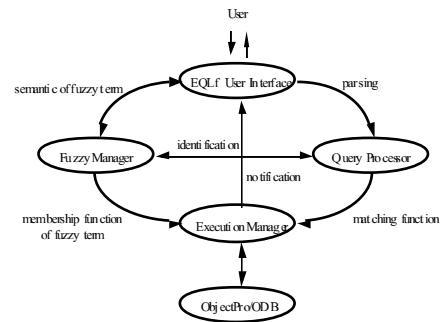 User
EQLf User Interface
semantic of fuzzy term
parsing
identification
Fuzzy Manager
Query Processor
notification
membership function
of fuzzy term
matching function
Execution Manager
ObjectPro/ODB